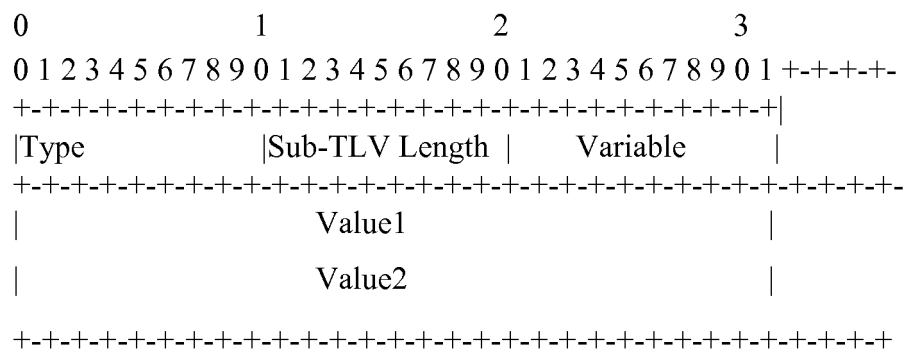 0 1 2 3
0 1 2 3 4 5 6 7 8 9 0 1 2 3 4 5 6 7 8 9 0 1 2 3 4 5 6 7 8 9 0 1 +-+-+-+-
+-+-+-+-+-+-+-+-+-+-+-+-+-+-+-+-+-+-+-+-+-+-+-+-+-+-+-+-+-+-+-+-+|
|Type |Sub-TLV Length | Variable |
+-+-+-+-+-+-+-+-+-+-+-+-+-+-+-+-+-+-+-+-+-+-+-+-+-+-+-+-+-+-+-+-+-+-+-+-+-+-
| Value1 |
| Value2 |
+-+-+-+-+-+-+-+-+-+-+-+-+-+-+-+-+-+-+-+-+-+-+-+-+-+-+-+-+-+-+-+-+-+-+-+-+-+